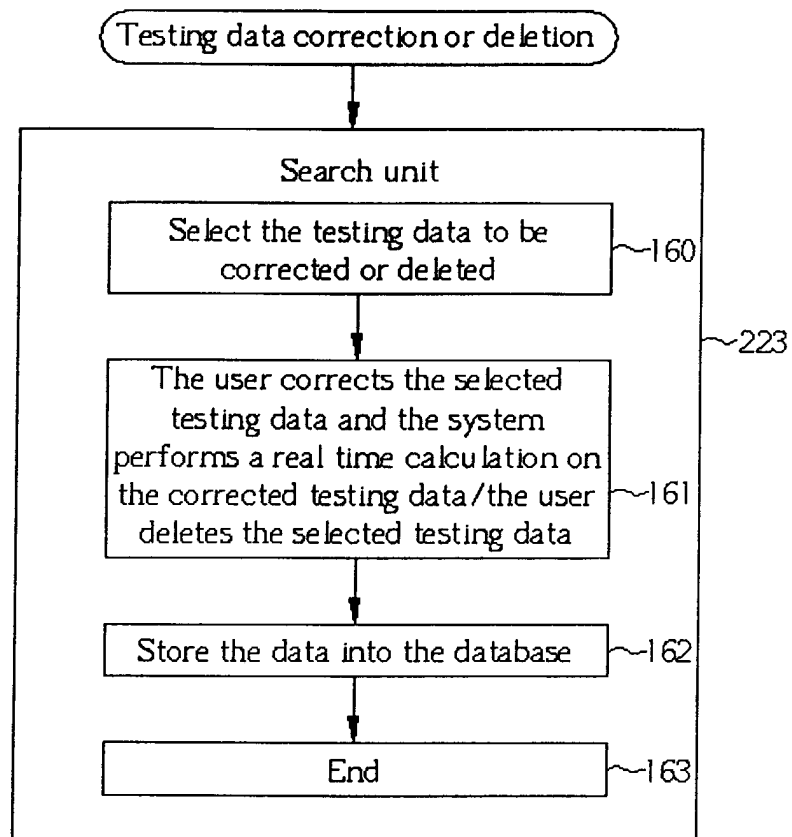 Testing data correction or deletion
Search unit
Select the testing data to be
corrected or deleted
160
223
The user corrects the selected
testing data and the system
performs a real time calculation on
the corrected testing data/the user
deletes the selected testing data
161
Store the data into the database
162
End
163